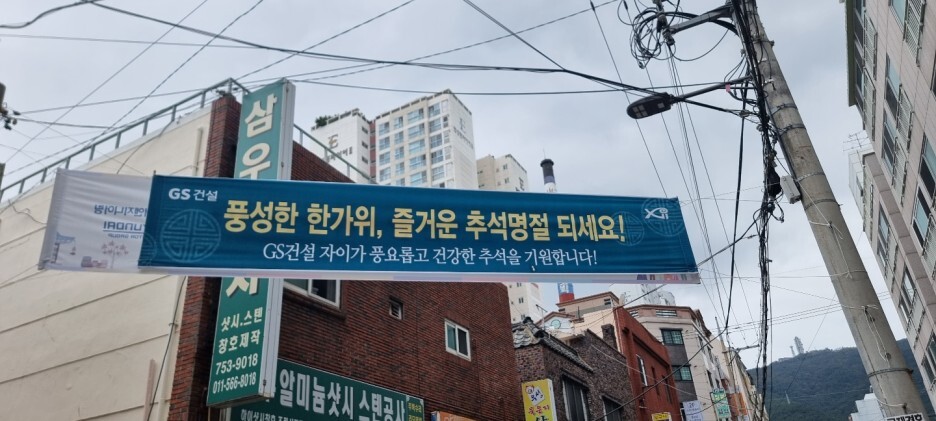 GS 건설
풍성한 한가위, 즐거운 추석명절 되세요!
GS건설 자이가 풍요롭고 건강한 추석을 기원합니다!
삼우
샷시.스텐
창호제작
753-9018
011-566-9018
알미늄샷시 스텐공사